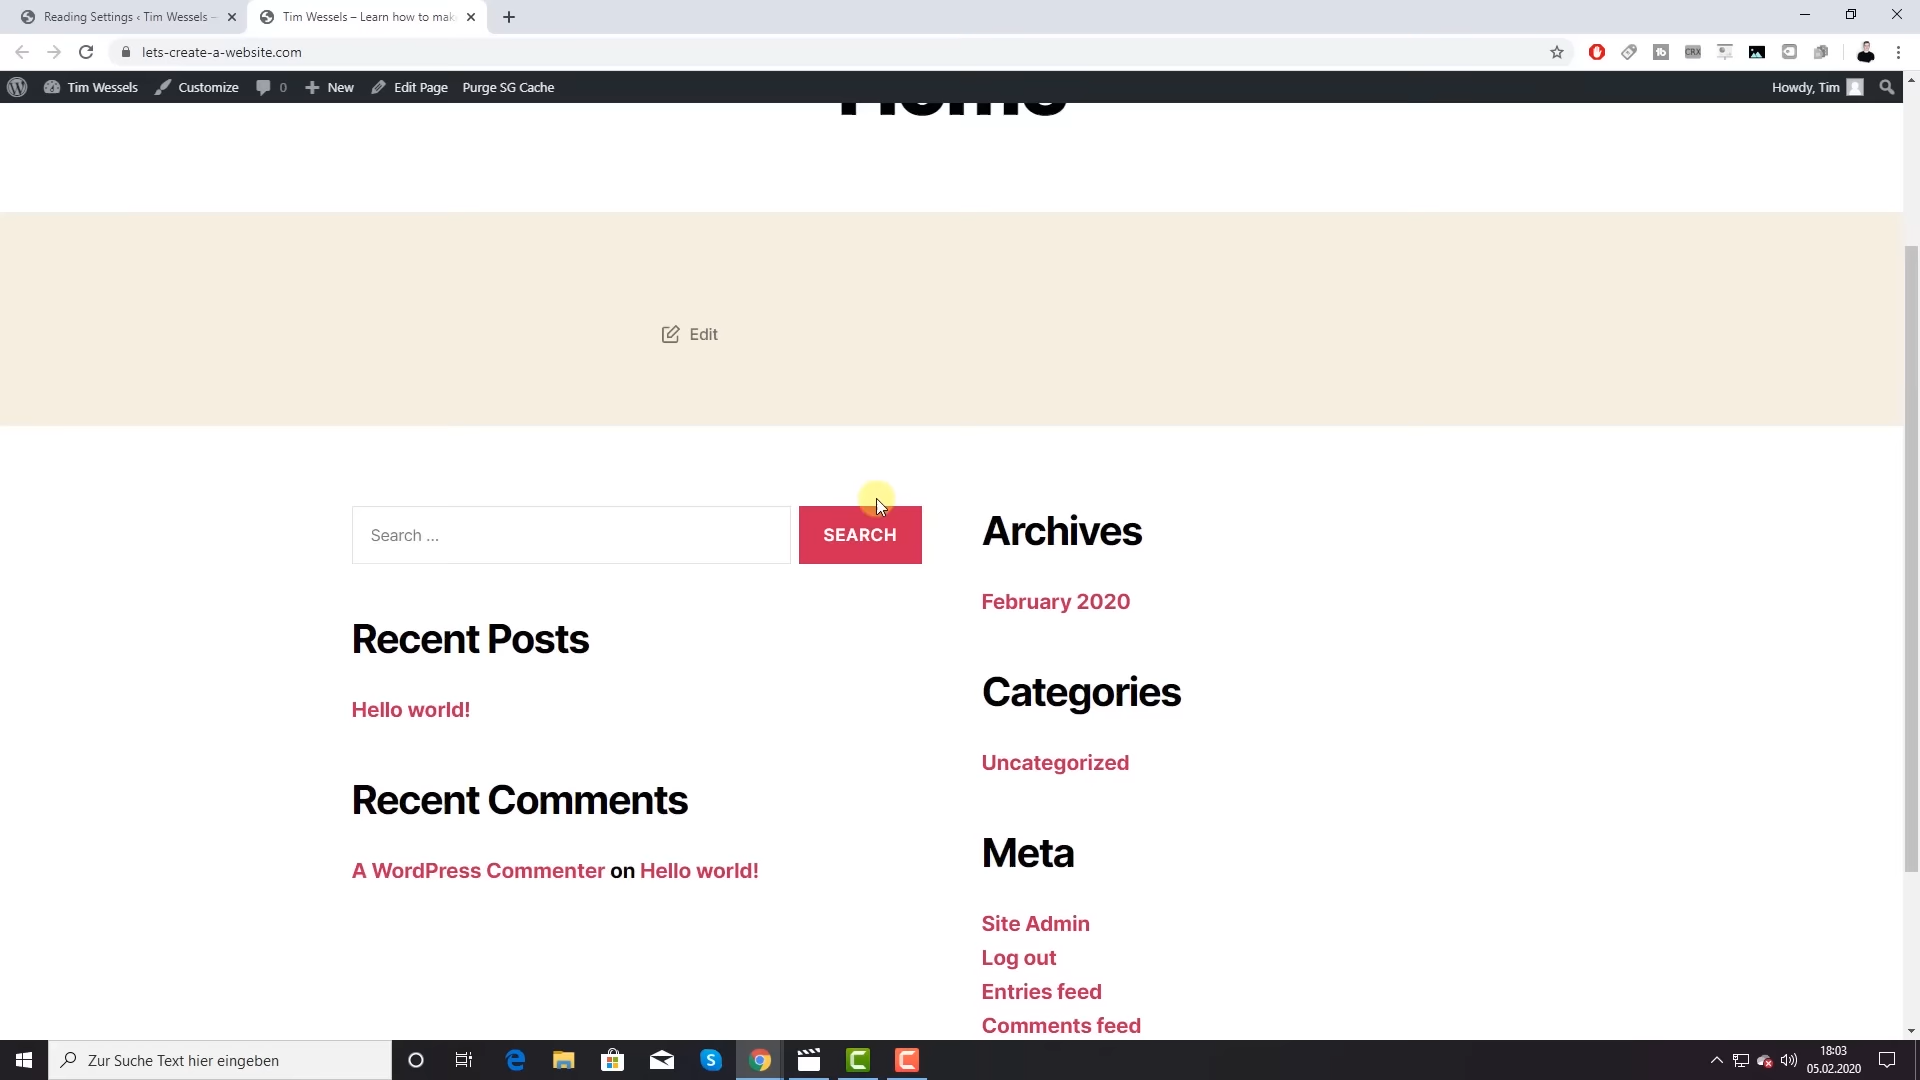 Reading Settings ‹ Tim Wessels –
Tim Wessels – Learn how to mak
lets-create-a-website.com
Tim Wessels
Customize
0
New
Edit Page
Purge SG Cache
Howdy, Tim
Home
Edit
Search ...
SEARCH
Archives
February 2020
Recent Posts
Hello world!
Categories
Uncategorized
Recent Comments
A WordPress Commenter on Hello world!
Meta
Site Admin
Log out
Entries feed
Comments feed
Zur Suche Text hier eingeben
18:03
05.02.2020